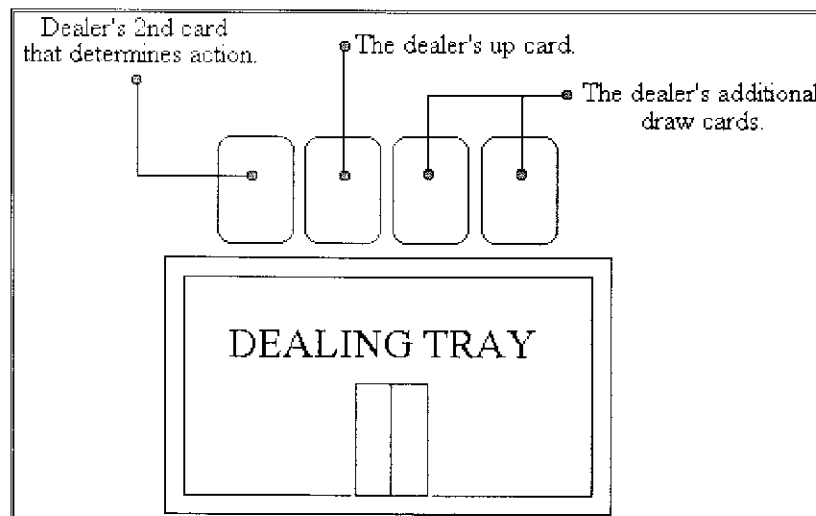 Dealer's 2nd card
that determines action.
The dealer's up card.
The dealer's additional
draw cards.
DEALING TRAY